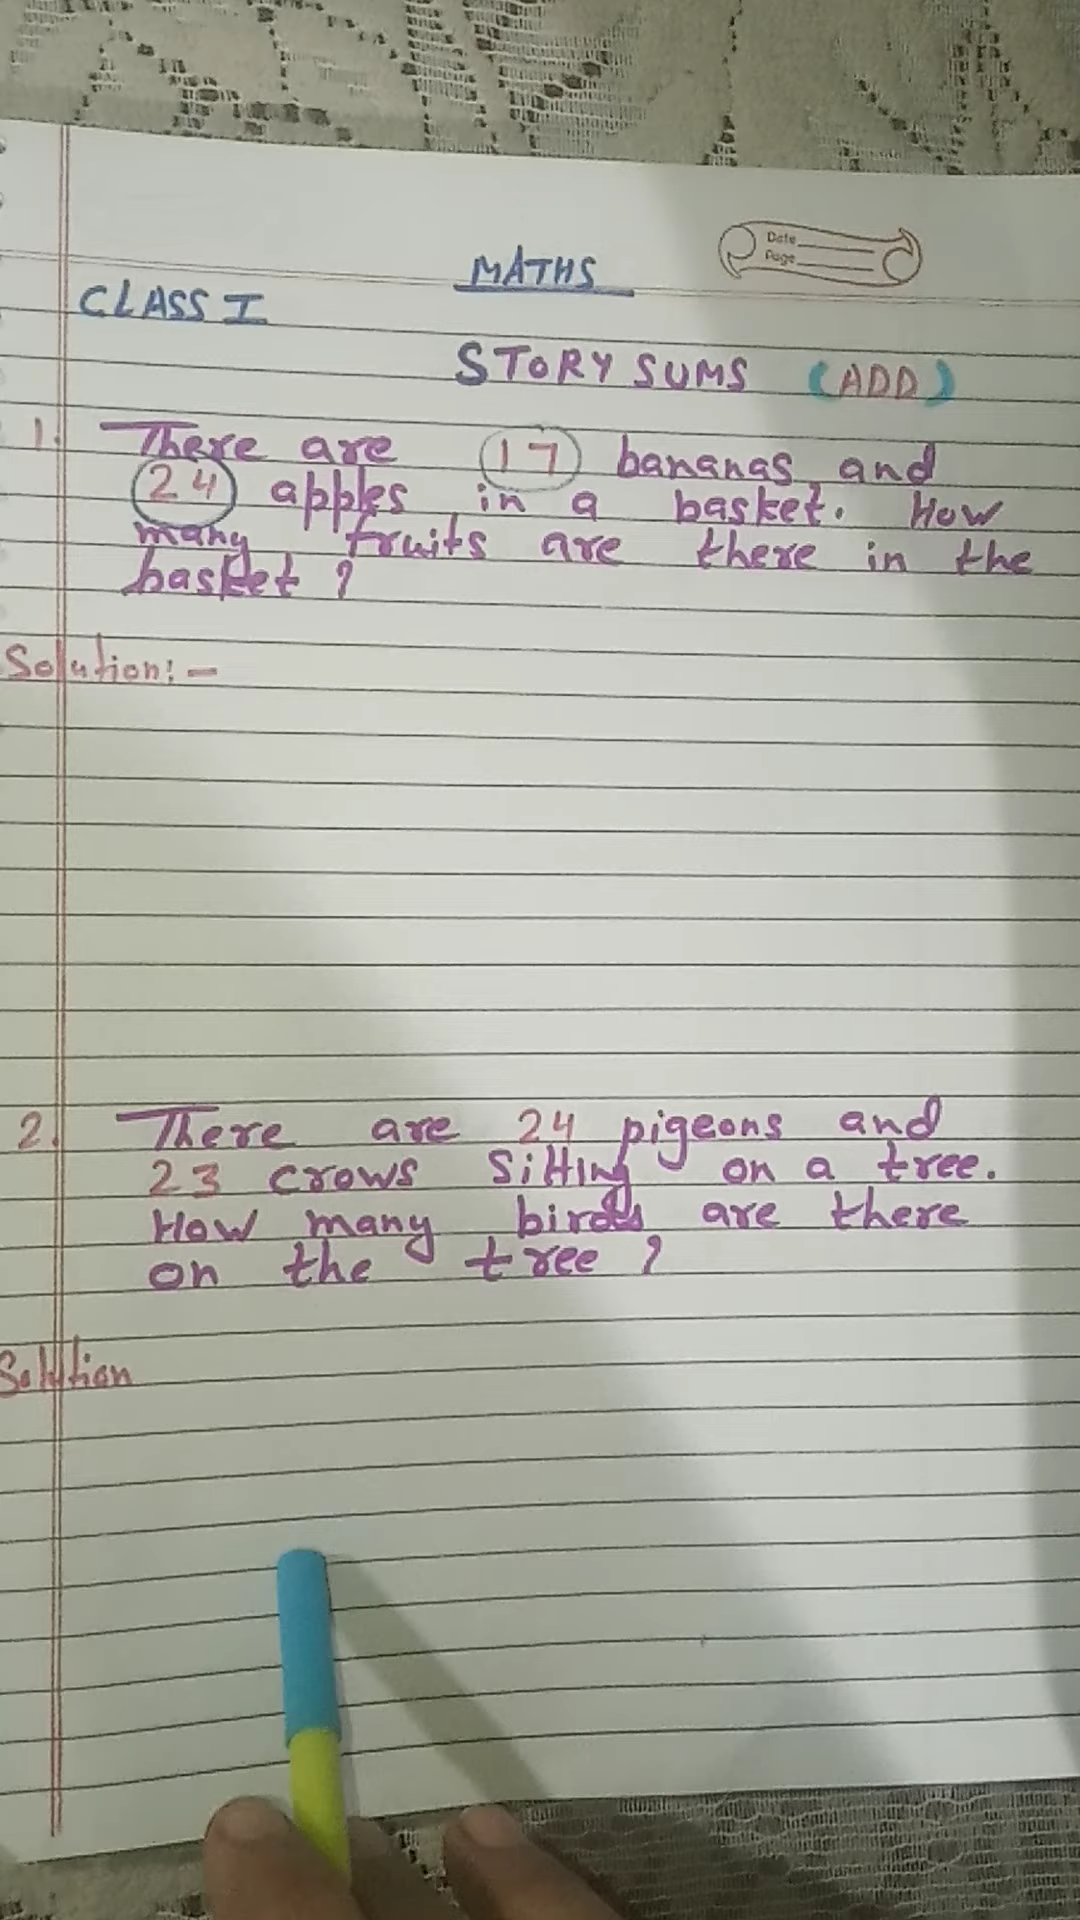 Date
Page
MATHS
CLASS I
STORY SUMS (ADD)
1. There are 17 bananas and
24 apples in a basket. How
many fruits are there in the
basket ?
Solution:-
2. There are 24 pigeons and
23 crows sitting on a tree.
How many birds are there
on the tree ?
Solution